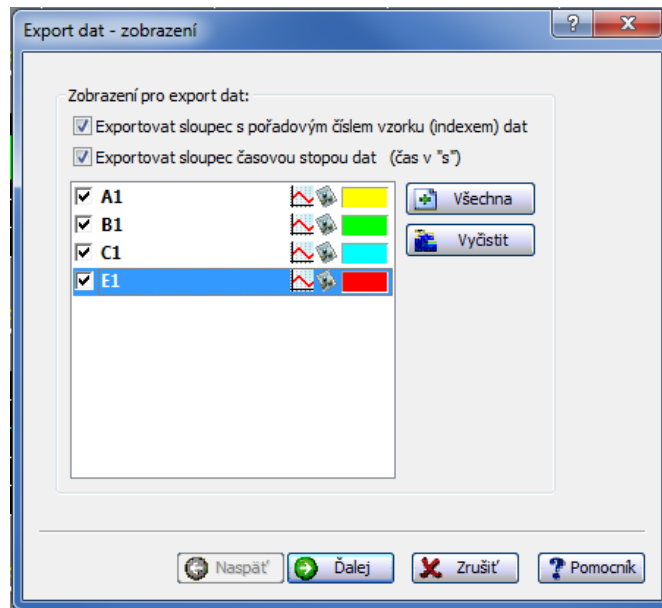 Export dat - zobrazení
Zobrazení pro export dat:
Exportovat sloupec s pořadovým číslem vzorku (indexem) dat
Exportovat sloupec časovou stopou dat (čas v "s")
A1
B1
C1
E1
Všechna
Vyčistit
Naspäť
Ďalej
Zrušiť
Pomocník